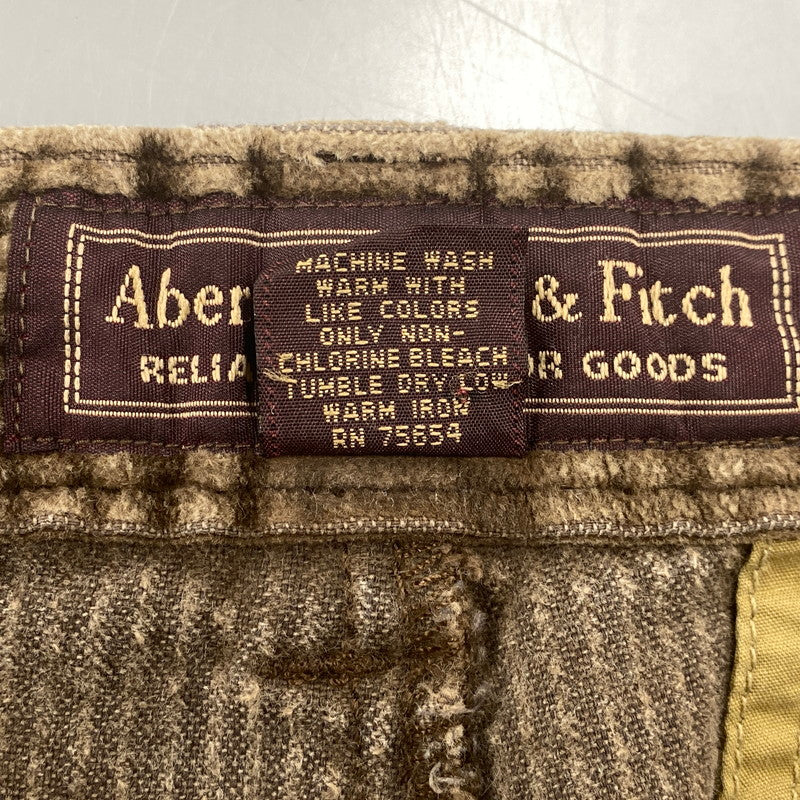 Aber & Fitch
RELIA OR GOODS
MACHINE WASH
WARM WITH
LIKE COLORS
ONLY NON-
CHLORINE BLEACH
TUMBLE DRY LOW
WARM IRON
RN 75654